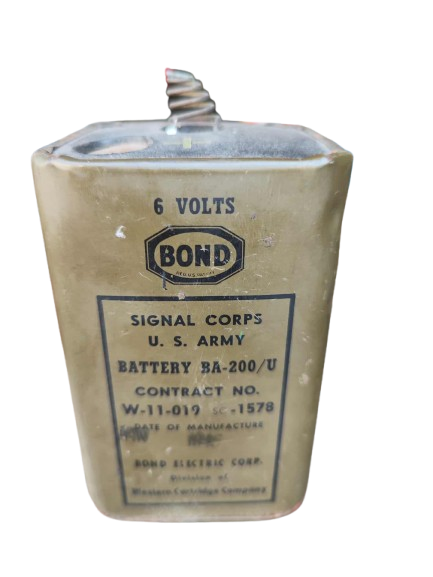 6 VOLTS
BOND
SIGNAL CORPS
U. S. ARMY
BATTERY BA-200/U
CONTRACT NO.
W-11-019 SC-1578
DATE OF MANUFACTURE
BOND ELECTRIC CORP.
Division of
Western Cartridge Company